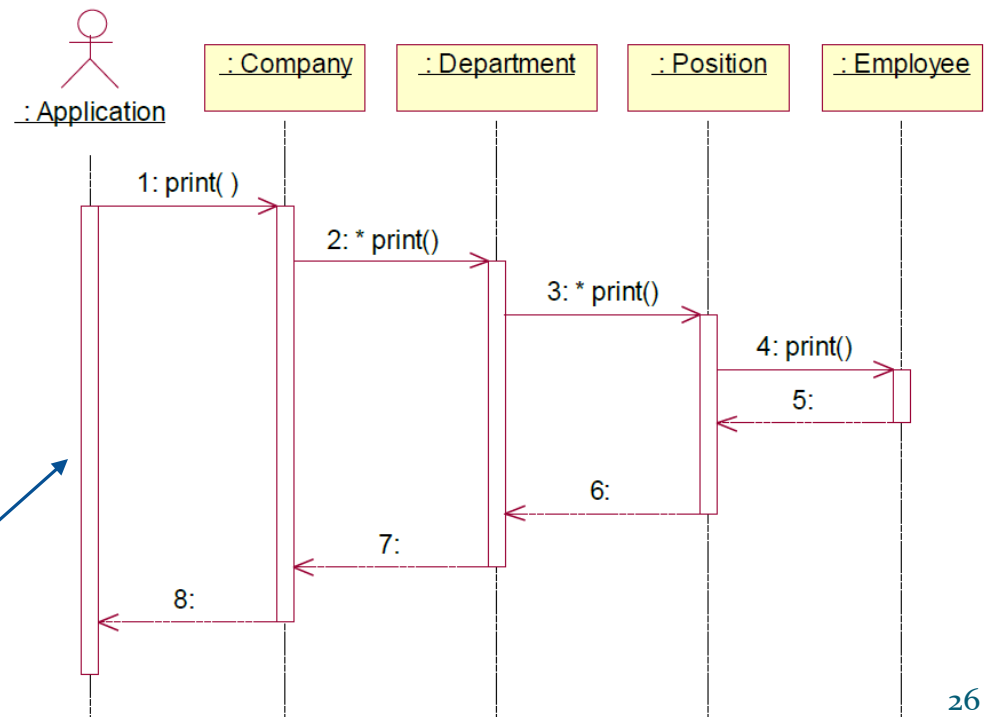 : Company
: Department
: Position
: Employee
: Application
1: print( )
2: * print()
3: * print()
4: print()
5:
6:
7:
8:
26